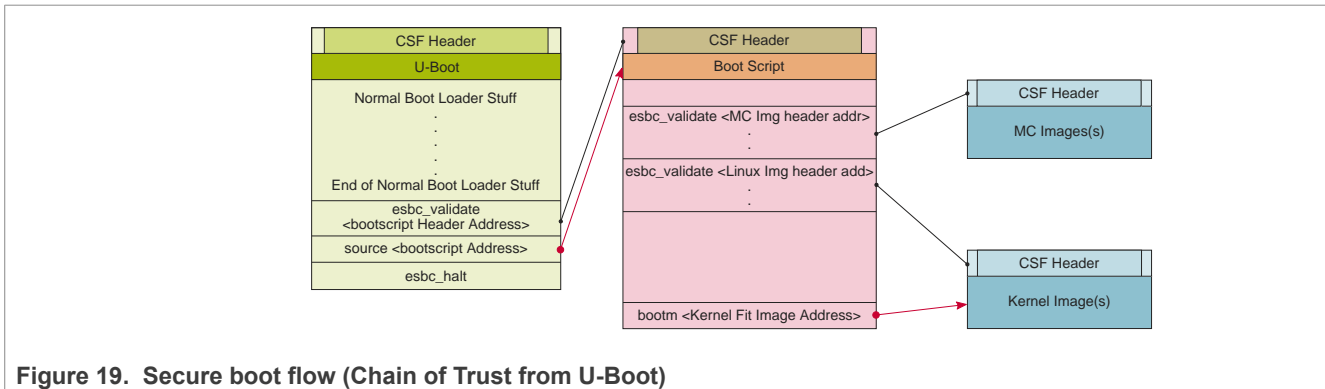 CSF Header
U-Boot
Normal Boot Loader Stuff
.
.
.
.
.
End of Normal Boot Loader Stuff
esbc_validate
<bootscript Header Address>
source <bootscript Address>
esbc_halt
CSF Header
Boot Script
esbc_validate <MC Img header addr>
.
.
esbc_validate <Linux Img header add>
.
.
bootm <Kernel Fit Image Address>
CSF Header
MC Images(s)
CSF Header
Kernel Image(s)
Figure 19. Secure boot flow (Chain of Trust from U-Boot)